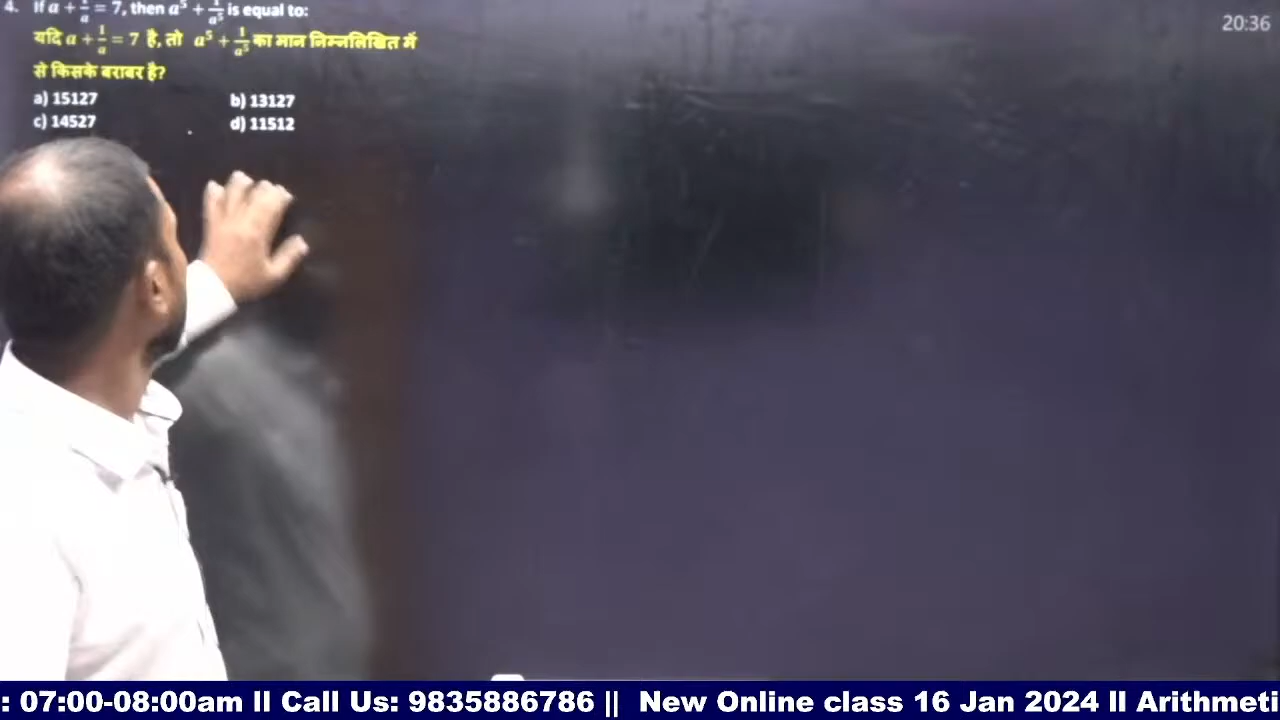 4. If a + 1/a = 7, then a⁵ + 1/a⁵ is equal to:
यदि a + 1/a = 7 है, तो a⁵ + 1/a⁵ का मान निम्नलिखित में
से किसके बराबर है?
a) 15127 b) 13127
c) 14527 d) 11512
20:36
: 07:00-08:00am II Call Us: 9835886786 || New Online class 16 Jan 2024 II Arithmeti